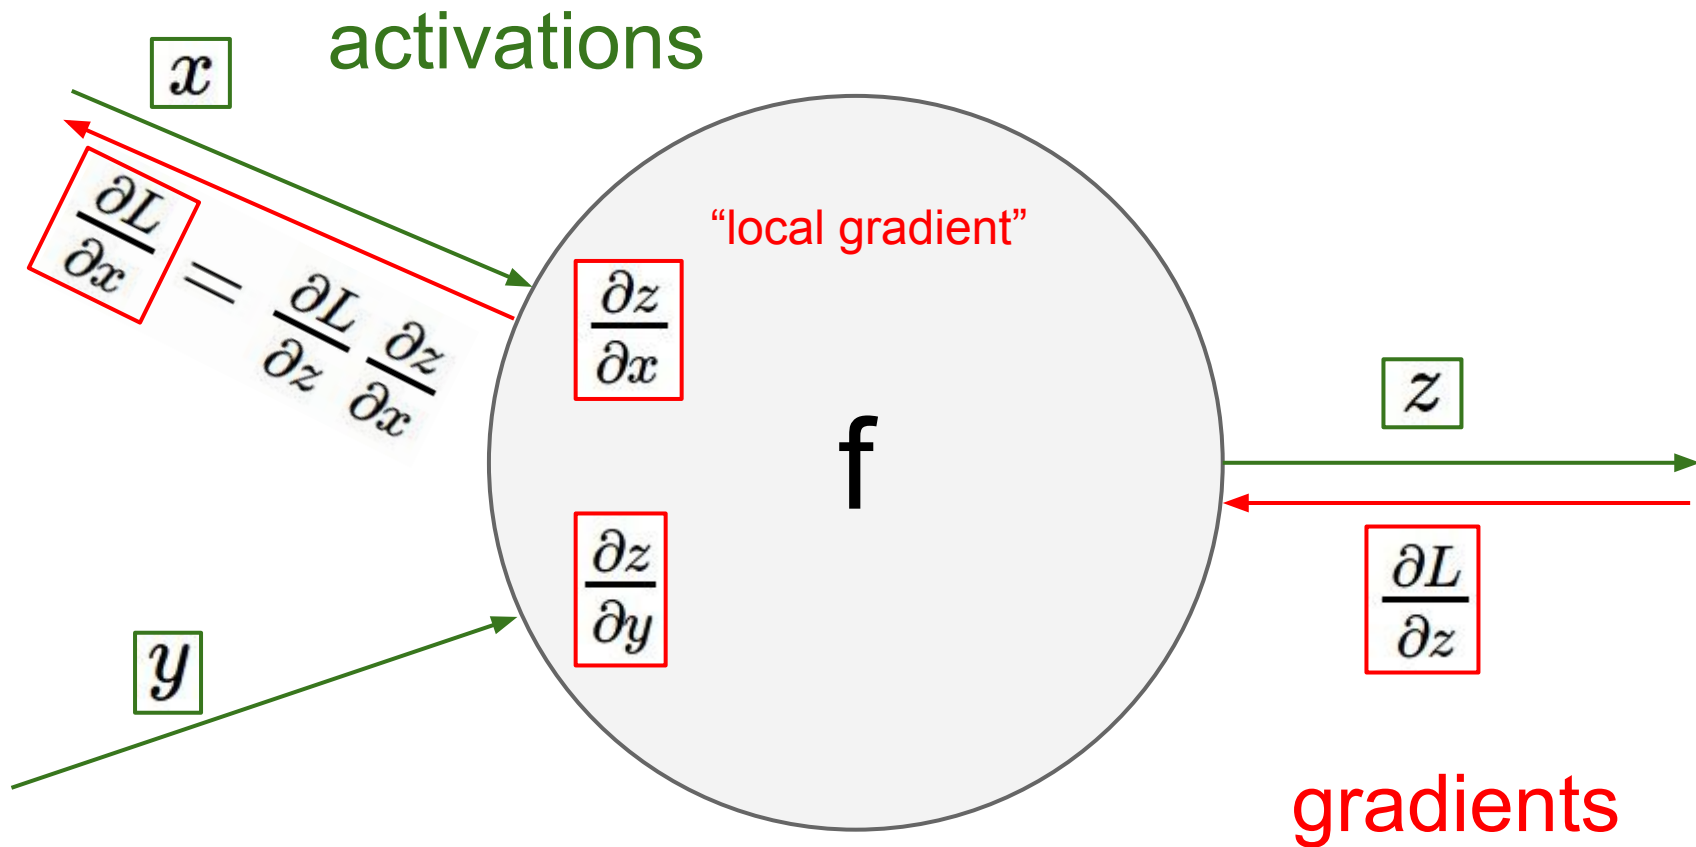 activations
x
∂L/∂x = ∂L/∂z ∂z/∂x
“local gradient”
∂z/∂x
f
z
∂z/∂y
∂L/∂z
y
gradients